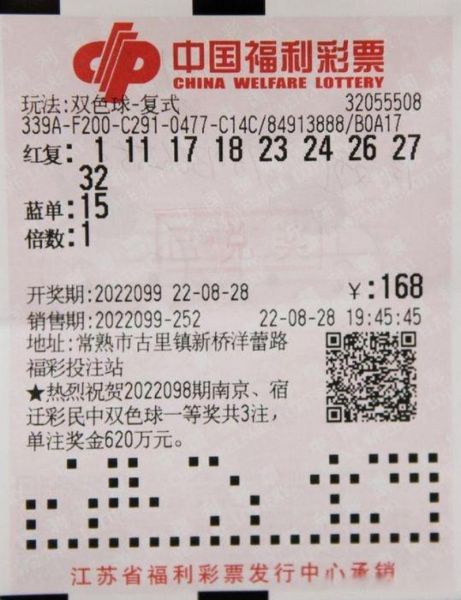 中国福利彩票
CHINA WELFARE LOTTERY
玩法:双色球-复式 32055508
339A-F200-C291-0477-C14C/84913888/B0A17
红复: 1 11 17 18 23 24 26 27
32
蓝单:15
倍数:1
开奖期:2022099 22-08-28 ￥:168
销售期:2022099-252 22-08-28 19:45:45
地址:常熟市古里镇新桥洋蕾路
福彩投注站
★热烈祝贺2022098期南京、宿
迁彩民中双色球一等奖共3注,
单注奖金620万元。
江苏省福利彩票发行中心承销